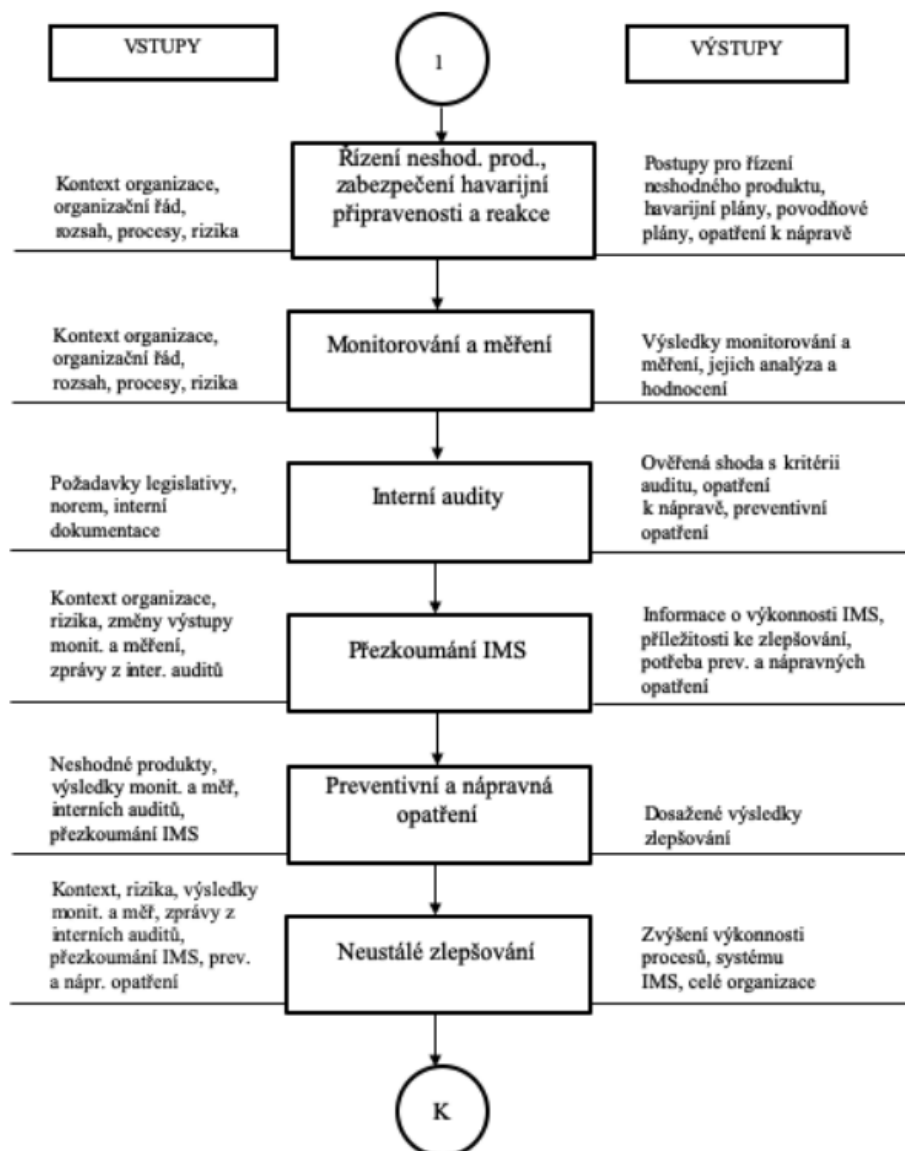 VSTUPY
1
VÝSTUPY
Kontext organizace,
organizační řád,
rozsah, procesy, rizika
Řízení neshod. prod.,
zabezpečení havarijní
připravenosti a reakce
Postupy pro řízení
neshodného produktu,
havarijní plány, povodňové
plány, opatření k nápravě
Kontext organizace,
organizační řád,
rozsah, procesy, rizika
Monitorování a měření
Výsledky monitorování a
měření, jejich analýza a
hodnocení
Požadavky legislativy,
norem, interní
dokumentace
Interní audity
Ověřená shoda s kritérii
auditu, opatření
k nápravě, preventivní
opatření
Kontext organizace,
rizika, změny výstupy
monit. a měření,
zprávy z inter. auditů
Přezkoumání IMS
Informace o výkonnosti IMS,
příležitosti ke zlepšování,
potřeba prev. a nápravných
opatření
Neshodné produkty,
výsledky monit. a měř,
interních auditů,
přezkoumání IMS
Preventivní a nápravná
opatření
Dosažené výsledky
zlepšování
Kontext, rizika, výsledky
monit. a měř, zprávy z
interních auditů,
přezkoumání IMS, prev.
a nápr. opatření
Neustálé zlepšování
Zvýšení výkonnosti
procesů, systému
IMS, celé organizace
K